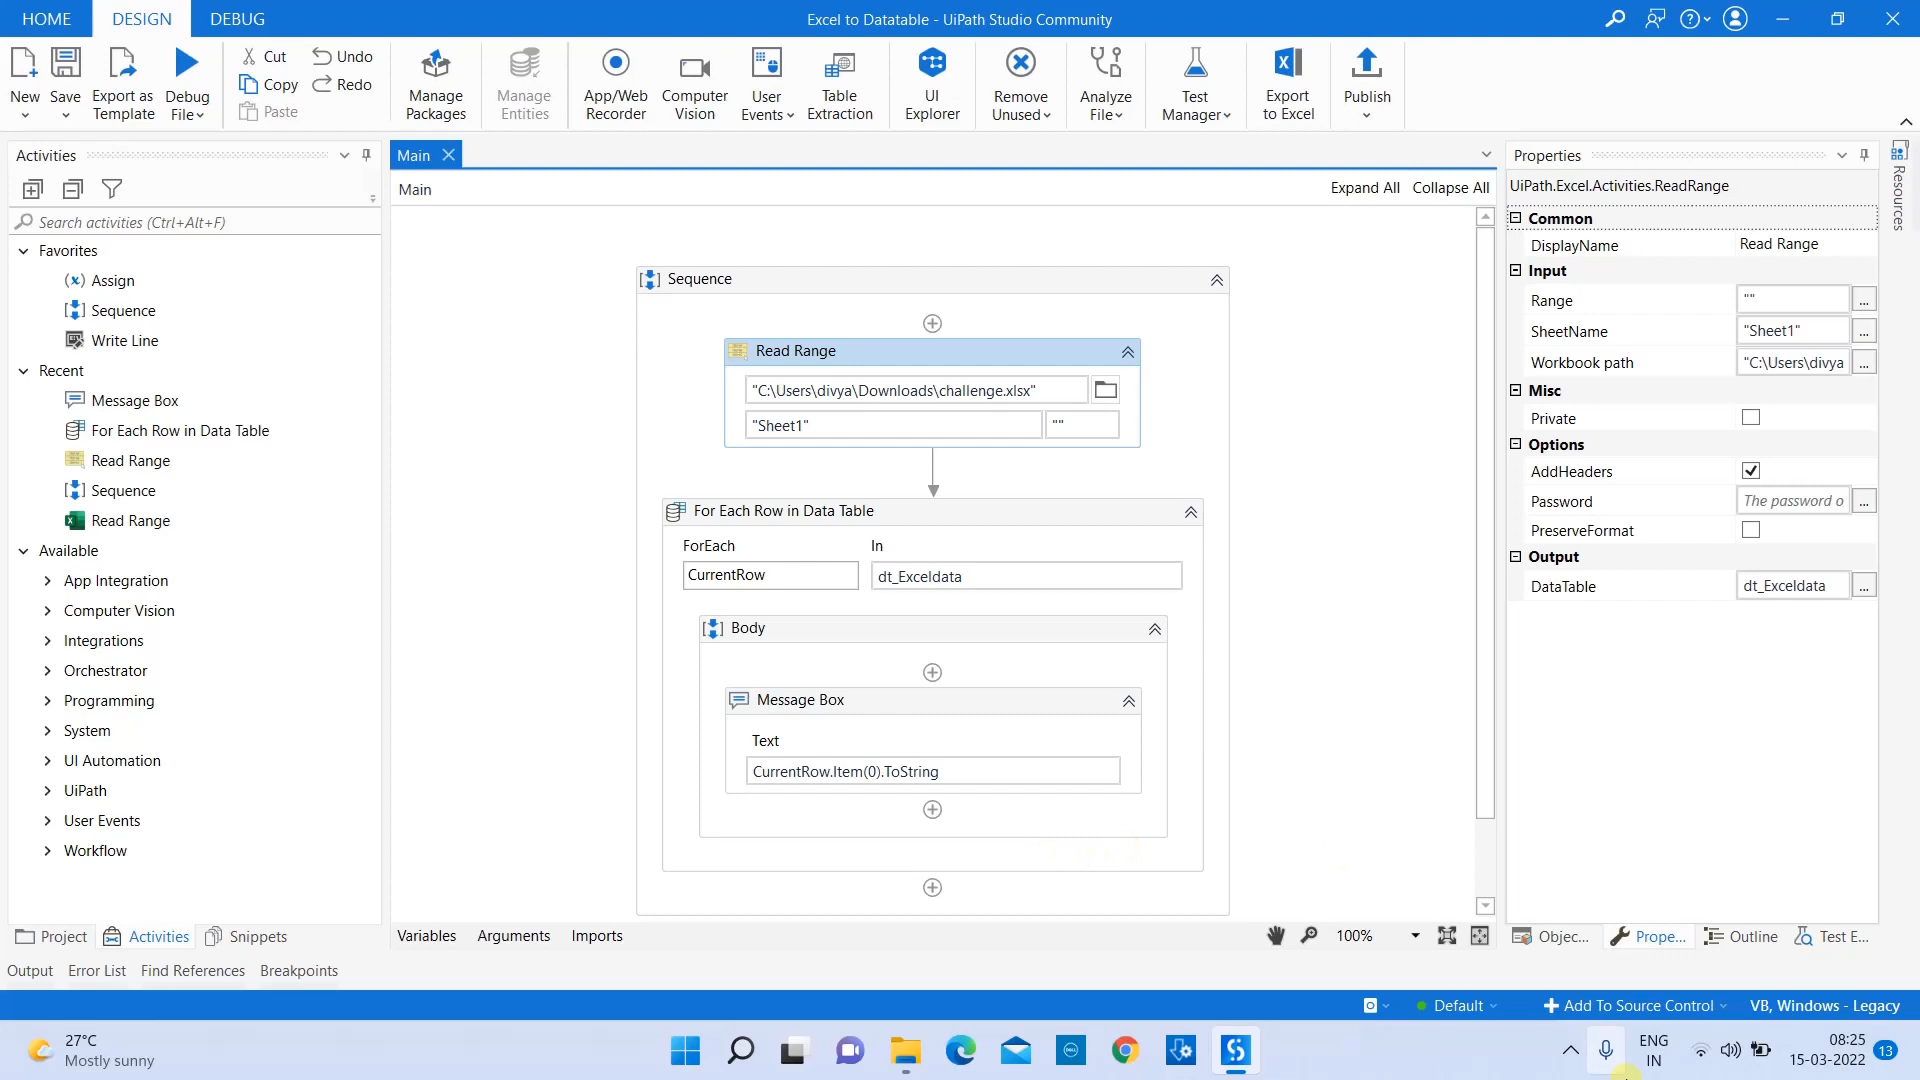 HOME DESIGN DEBUG Excel to Datatable - UiPath Studio Community
New Save Export as Template Debug File Cut Copy Paste Undo Redo Manage Packages Manage Entities App/Web Recorder Computer Vision User Events Table Extraction UI Explorer Remove Unused Analyze File Test Manager Export to Excel Publish
Activities
Search activities (Ctrl+Alt+F)
Favorites
Assign
Sequence
Write Line
Recent
Message Box
For Each Row in Data Table
Read Range
Sequence
Read Range
Available
App Integration
Computer Vision
Integrations
Orchestrator
Programming
System
UI Automation
UiPath
User Events
Workflow
Project Activities Snippets
Main
Main Expand All Collapse All
Sequence
Read Range
"C:\Users\divya\Downloads\challenge.xlsx"
"Sheet1" ""
For Each Row in Data Table
ForEach In
CurrentRow dt_Exceldata
Body
Message Box
Text
CurrentRow.Item(0).ToString
Variables Arguments Imports 100%
Properties
UiPath.Excel.Activities.ReadRange
Common
DisplayName Read Range
Input
Range "" ...
SheetName "Sheet1" ...
Workbook path "C:\Users\divya ...
Misc
Private
Options
AddHeaders
Password The password o ...
PreserveFormat
Output
DataTable dt_Exceldata ...
Objec... Prope... Outline Test E...
Resources
Output Error List Find References Breakpoints
Default Add To Source Control VB, Windows - Legacy
27°C
Mostly sunny
DELL
ENG
IN
08:25
15-03-2022
13